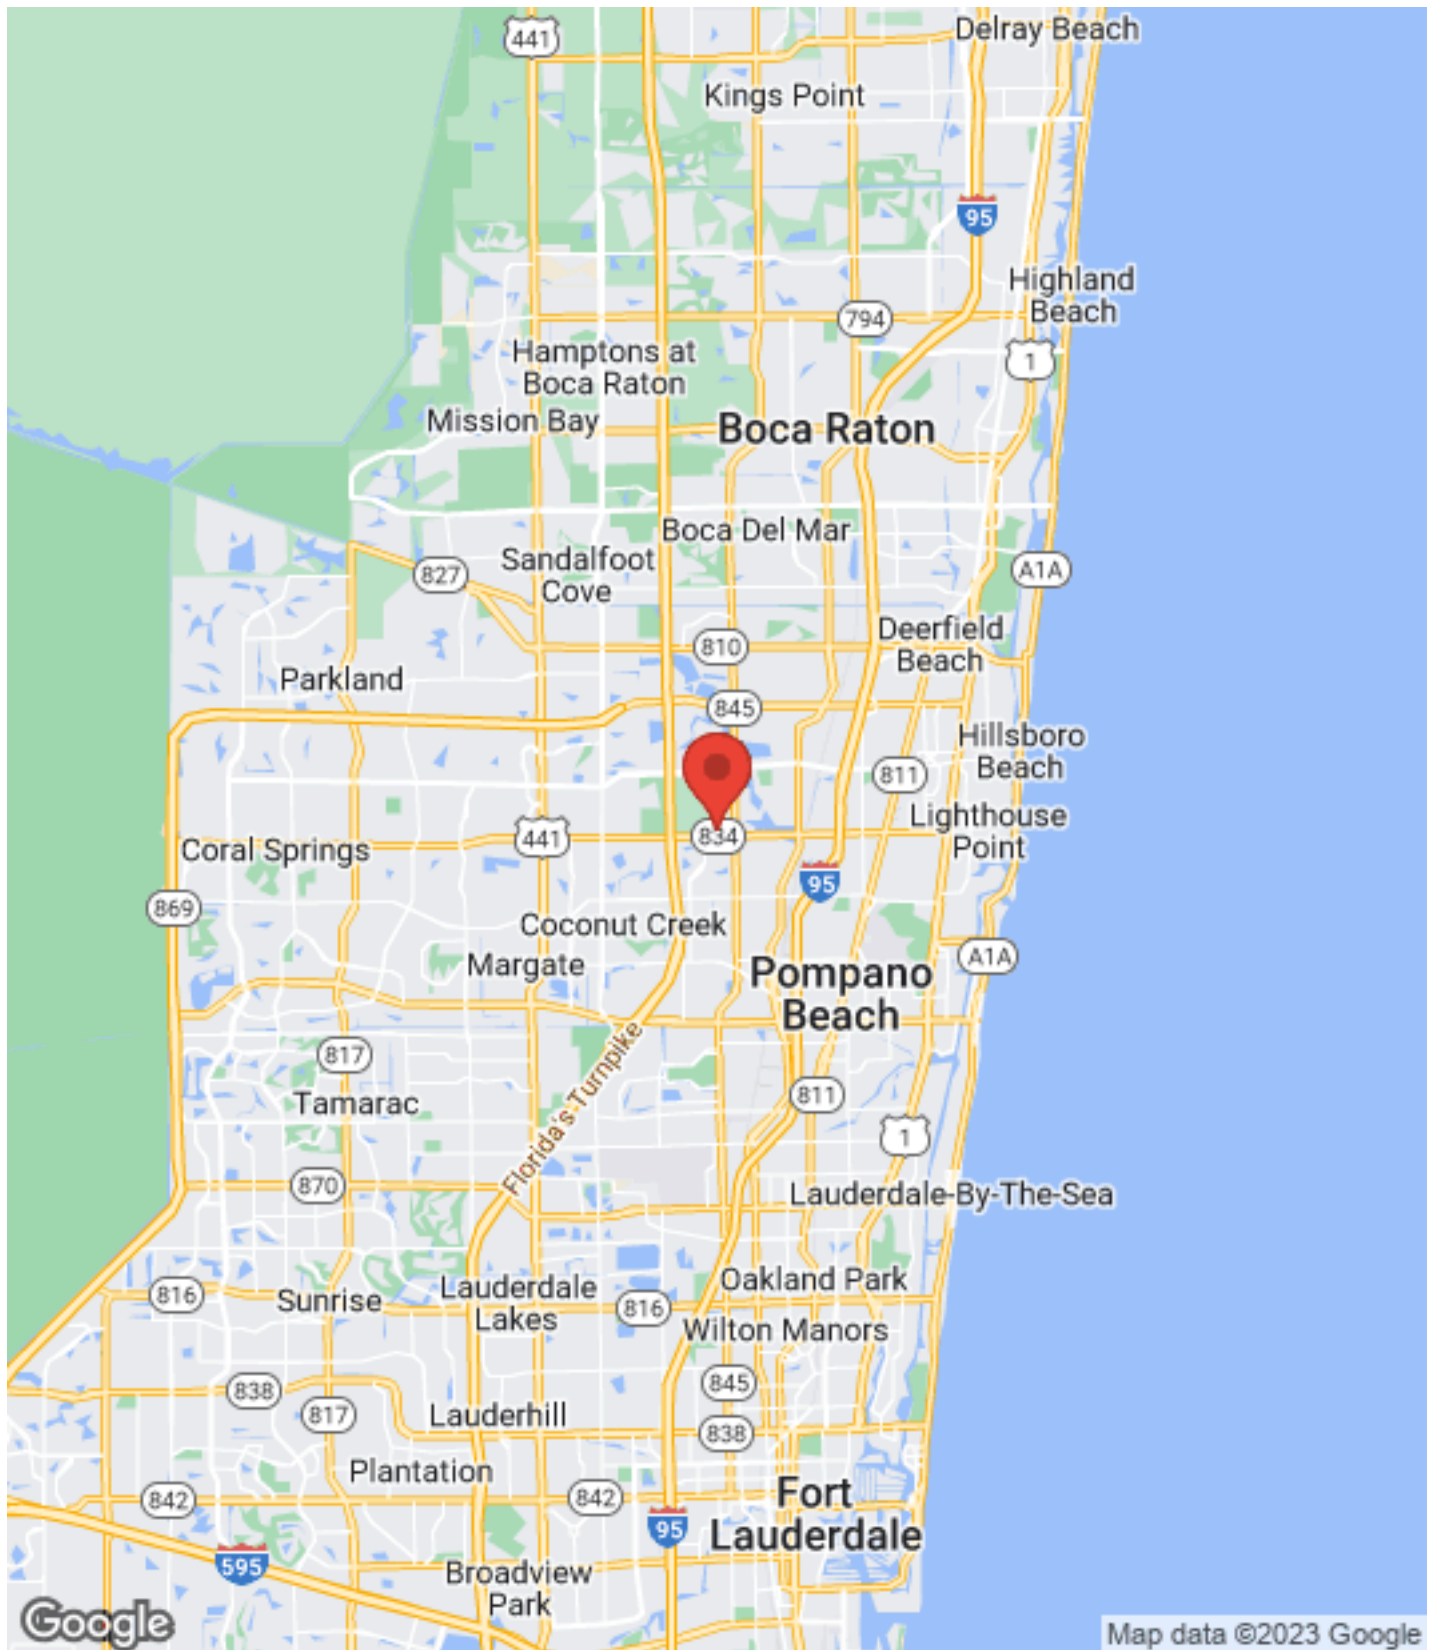 Delray Beach
441
Kings Point
95
Highland
Beach
794
1
Hamptons at
Boca Raton
Mission Bay
Boca Raton
Boca Del Mar
Sandalfoot
Cove
827
A1A
Deerfield
Beach
810
Parkland
845
Hillsboro
Beach
811
Lighthouse
Point
441
834
Coral Springs
95
869
Coconut Creek
Margate
A1A
Pompano
Beach
817
Florida's Turnpike
811
Tamarac
1
870
Lauderdale-By-The-Sea
Oakland Park
816
Sunrise
Lauderdale
Lakes
816
Wilton Manors
838
845
817
Lauderhill
838
Plantation
842
842
Fort
Lauderdale
95
595
Broadview
Park
Google
Map data ©2023 Google